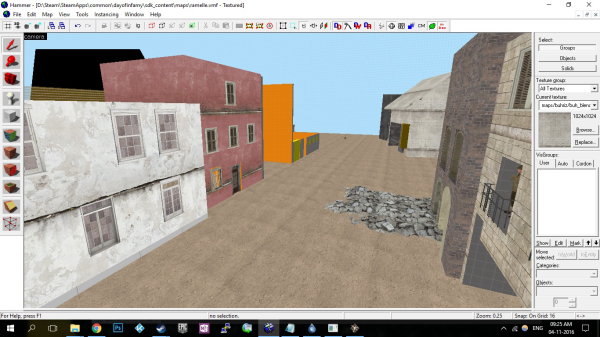 Hammer - [D:\Steam\SteamApps\common\dayofinfamy\sdk_content\maps\ramelle.vmf - Textured]
File Edit Map View Tools Instancing Window Help
camera
Select:
Groups
Objects
Solids
Texture group:
All Textures
Current texture:
1024x1024
Browse...
Replace...
VisGroups:
User Auto Cordon
Show Edit Mark
Move selected
toWorld
toEntity
Categories:
Objects:
0
For Help, press F1
no selection.
Zoom: 0.25
Snap: On Grid: 16
<->
ENG
09:25 AM
04-11-2016